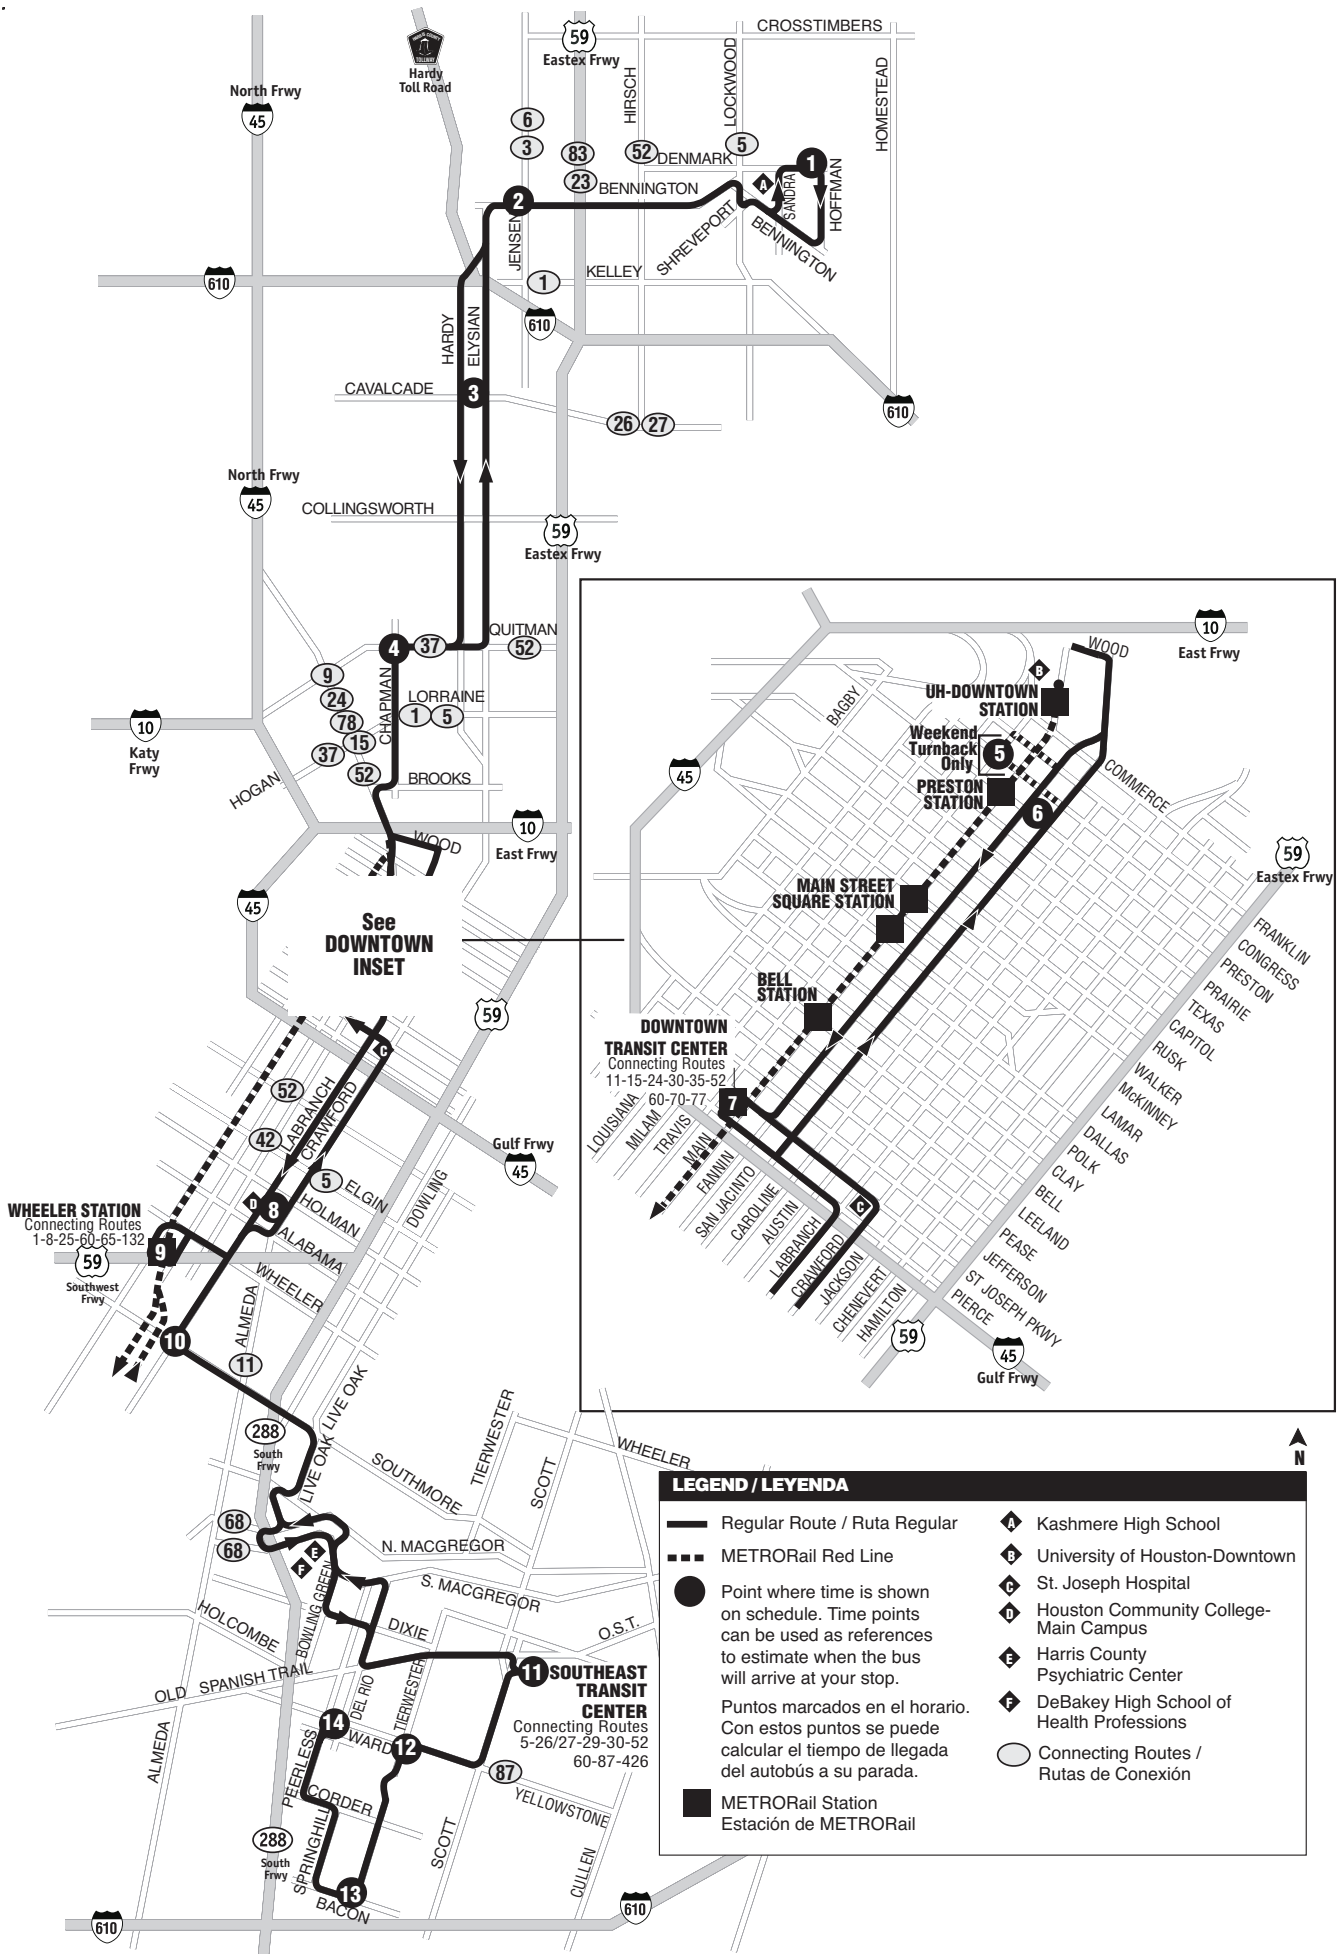 CROSSTIMBERS
HARRIS COUNTY
TOLLWAY
59
Eastex Frwy
Hardy
Toll Road
North Frwy
45
HIRSCH
LOCKWOOD
HOMESTEAD
6
3
83
23
52
5
DENMARK
1
A
SANDRA
HOFFMAN
BENNINGTON
2
JENSEN
SHREVEPORT
BENNINGTON
610
1
KELLEY
610
HARDY
ELYSIAN
CAVALCADE
3
26
27
610
North Frwy
45
COLLINGSWORTH
59
Eastex Frwy
QUITMAN
4
37
52
9
24
78
15
37
52
CHAPMAN
LORRAINE
1
5
10
Katy
Frwy
HOGAN
BROOKS
10
East Frwy
WOOD
45
See
DOWNTOWN
INSET
59
10
East Frwy
WOOD
B
UH-DOWNTOWN
STATION
BAGBY
Weekend
Turnback
Only
5
PRESTON
STATION
6
COMMERCE
45
59
Eastex Frwy
MAIN STREET
SQUARE STATION
BELL
STATION
DOWNTOWN
TRANSIT CENTER
Connecting Routes
11-15-24-30-35-52
60-70-77
7
FRANKLIN
CONGRESS
PRESTON
PRAIRIE
TEXAS
CAPITOL
RUSK
WALKER
McKINNEY
LAMAR
DALLAS
POLK
CLAY
BELL
LEELAND
PEASE
JEFFERSON
ST. JOSEPH PKWY
PIERCE
LOUISIANA
MILAM
TRAVIS
MAIN
FANNIN
SAN JACINTO
CAROLINE
AUSTIN
LABRANCH
CRAWFORD
JACKSON
CHENEVERT
HAMILTON
C
59
45
Gulf Frwy
C
52
42
LABRANCH
CRAWFORD
5
ELGIN
HOLMAN
ALABAMA
WHEELER
DOWLING
Gulf Frwy
45
D
8
WHEELER STATION
Connecting Routes
1-8-25-60-65-132
9
59
Southwest
Frwy
ALMEDA
10
11
288
South
Frwy
LIVE OAK
LIVE OAK
SOUTHMORE
TIERWESTER
SCOTT
WHEELER
68
68
E
F
N. MACGREGOR
S. MACGREGOR
BOWLING GREEN
HOLCOMBE
DIXIE
O.S.T.
OLD SPANISH TRAIL
DEL RIO
TIERWESTER
11
SOUTHEAST
TRANSIT
CENTER
Connecting Routes
5-26/27-29-30-52
60-87-426
14
WARD
12
87
YELLOWSTONE
ALMEDA
PEERLESS
CORDER
SPRINGHILL
SCOTT
CULLEN
288
South
Frwy
13
BACON
610
610
N
LEGEND / LEYENDA
Regular Route / Ruta Regular
METRORail Red Line
Point where time is shown
on schedule. Time points
can be used as references
to estimate when the bus
will arrive at your stop.
Puntos marcados en el horario.
Con estos puntos se puede
calcular el tiempo de llegada
del autobús a su parada.
METRORail Station
Estación de METRORail
A Kashmere High School
B University of Houston-Downtown
C St. Joseph Hospital
D Houston Community College-
Main Campus
E Harris County
Psychiatric Center
F DeBakey High School of
Health Professions
Connecting Routes /
Rutas de Conexión